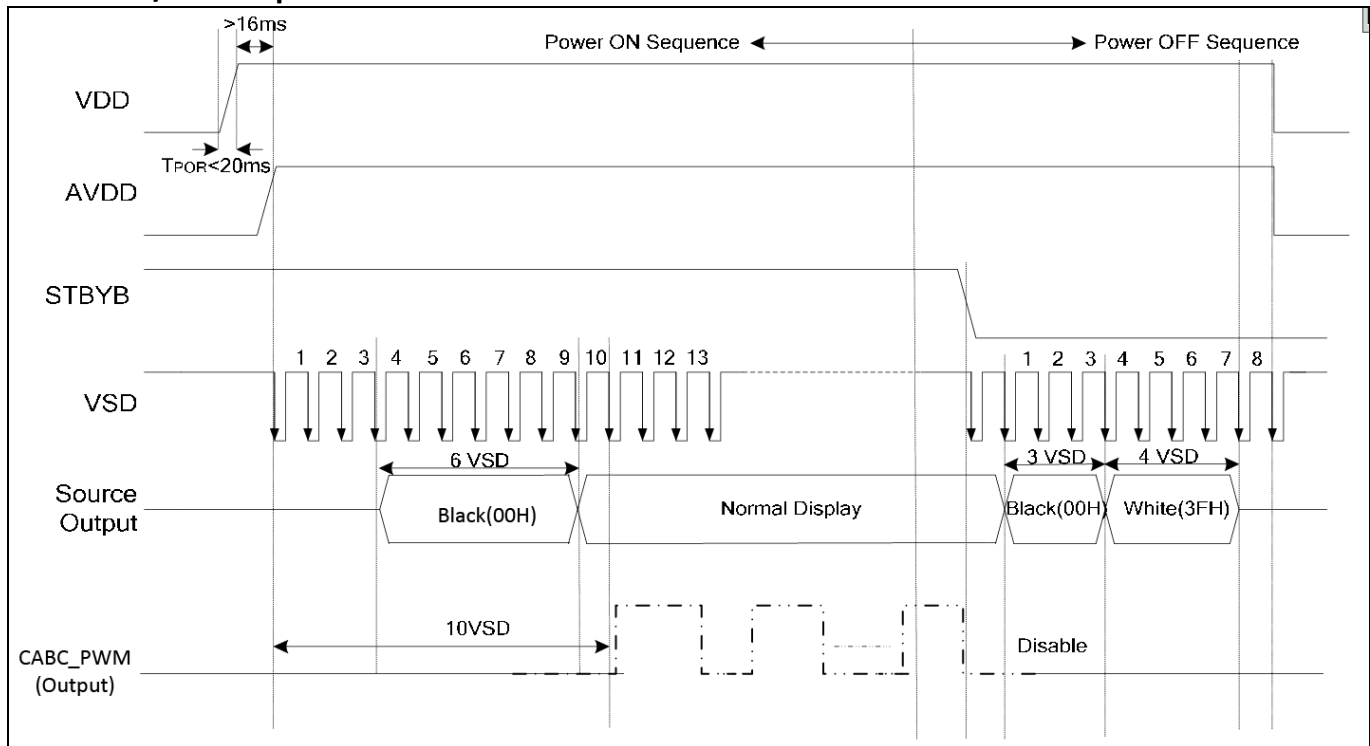 >16ms
Power ON Sequence
Power OFF Sequence
VDD
TPOR<20ms
AVDD
STBYB
1 2 3 4 5 6 7 8 9 10 11 12 13
1 2 3 4 5 6 7 8
VSD
6 VSD
3 VSD
4 VSD
Source
Output
Black(00H)
Normal Display
Black(00H)
White(3FH)
10VSD
Disable
CABC_PWM
(Output)